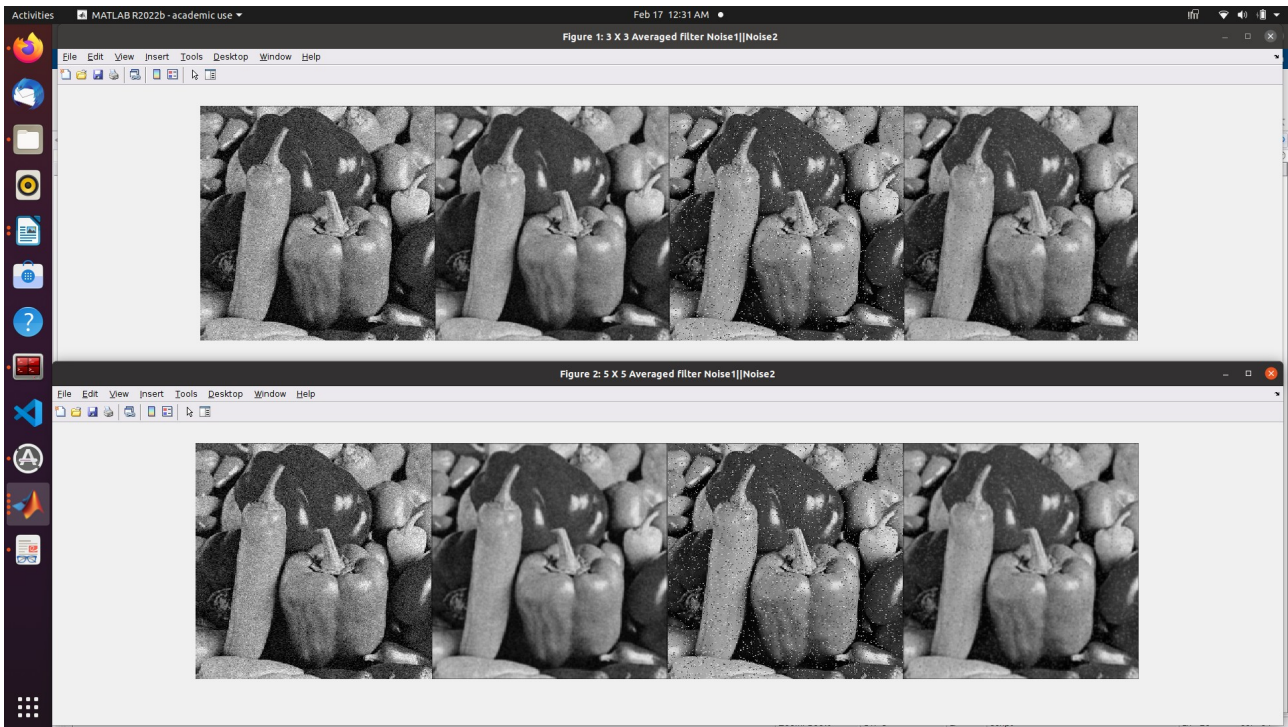 Activities MATLAB R2022b - academic use Feb 17 12:31 AM
Figure 1: 3 X 3 Averaged filter Noise1||Noise2
File Edit View Insert Tools Desktop Window Help
Figure 2: 5 X 5 Averaged filter Noise1||Noise2
File Edit View Insert Tools Desktop Window Help